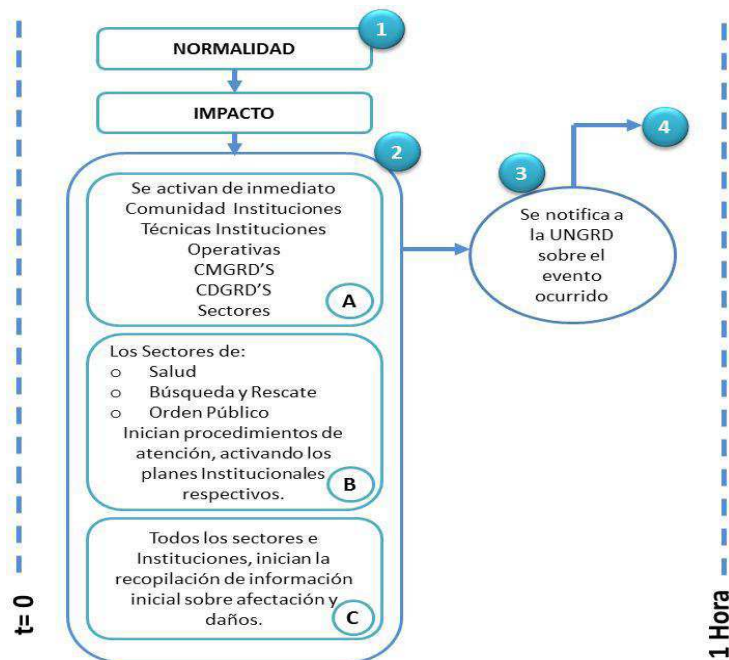 1
NORMALIDAD
IMPACTO
2
Se activan de inmediato
Comunidad Instituciones
Técnicas Instituciones
Operativas
CMGRD'S
CDGRD'S
Sectores
A
Los Sectores de:
o Salud
o Búsqueda y Rescate
o Orden Público
Inician procedimientos de
atención, activando los
planes Institucionales
respectivos.
B
Todos los sectores e
Instituciones, inician la
recopilación de información
inicial sobre afectación y
daños.
C
3
Se notifica a
la UNGRD
sobre el
evento
ocurrido
4
t= 0
1 Hora